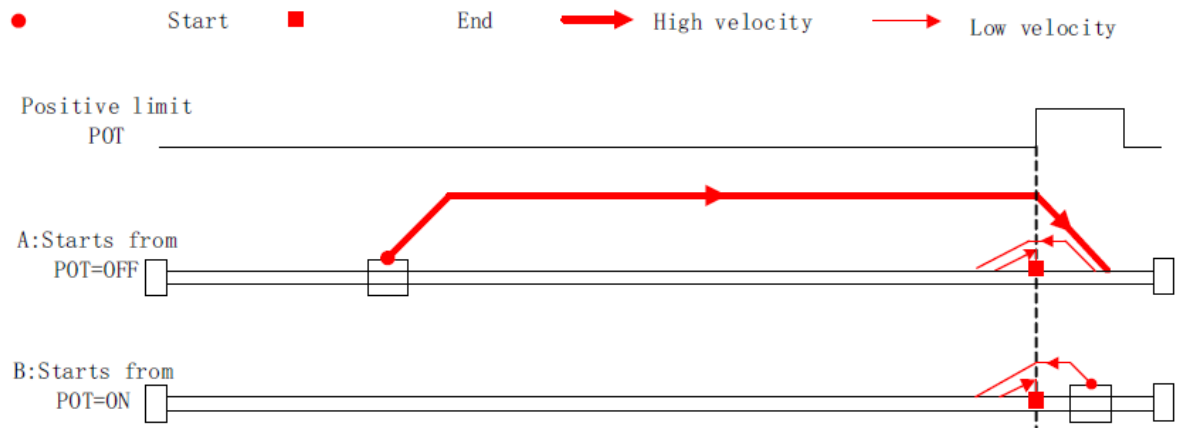 Start End High velocity Low velocity
Positive limit
POT
A:Starts from
POT=OFF
B:Starts from
POT=ON